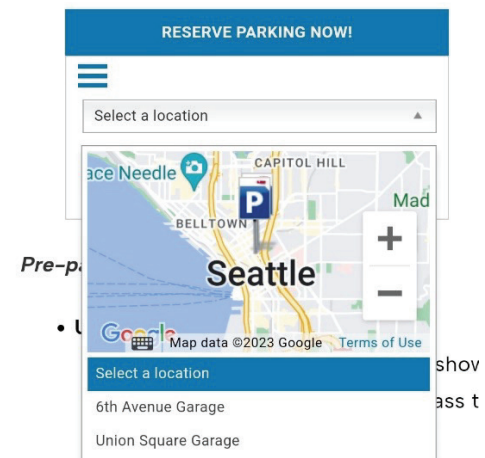 RESERVE PARKING NOW!
Select a location
CAPITOL HILL
ace Needle
Mad
BELLTOWN
P
+
Seattle
−
Pre-pa
• U
Google
Map data ©2023 Google
Terms of Use
Select a location
show
6th Avenue Garage
ass t
Union Square Garage